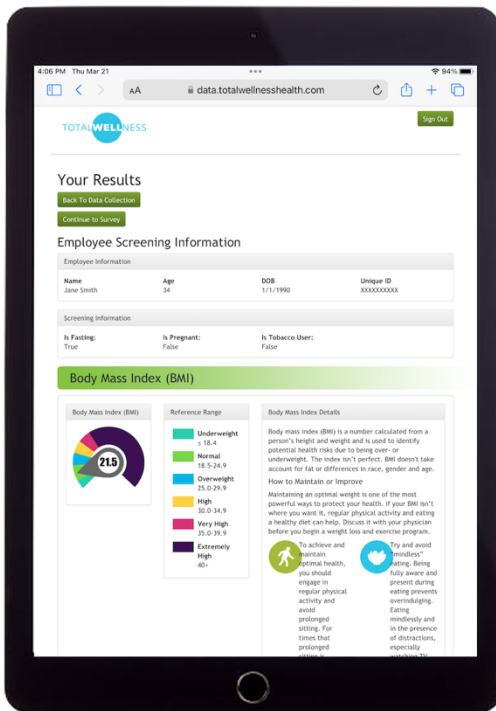 4:06 PM Thu Mar 21
94%
AA
data.totalwellnesshealth.com
TOTALWELLNESS
Sign Out
Your Results
Back To Data Collection
Continue to Survey
Employee Screening Information
Employee Information
Name Age DOB Unique ID
Jane Smith 34 1/1/1990 XXXXXXXXXX
Screening Information
Is Fasting: Is Pregnant: Is Tobacco User:
True False False
Body Mass Index (BMI)
Body Mass Index (BMI)
21.5
Reference Range
Underweight
≤ 18.4
Normal
18.5-24.9
Overweight
25.0-29.9
High
30.0-34.9
Very High
35.0-39.9
Extremely
High
40+
Body Mass Index Details
Body mass index (BMI) is a number calculated from a
person's height and weight and is used to identify
potential health risks due to being over- or
underweight. The index isn't perfect. BMI doesn't take
account for fat or differences in race, gender and age.
How to Maintain or Improve
Maintaining an optimal weight is one of the most
powerful ways to protect your health. If your BMI isn't
where you want it, regular physical activity and eating
a healthy diet can help. Discuss it with your physician
before you begin a weight loss and exercise program.
To achieve and
maintain
optimal health,
you should
engage in
regular physical
activity and
avoid
prolonged
sitting. For
times that
prolonged
sitting is
Try and avoid
"mindless"
eating. Being
fully aware and
present during
eating prevents
overindulging.
Eating
mindlessly and
in the presence
of distractions,
especially
watching TV